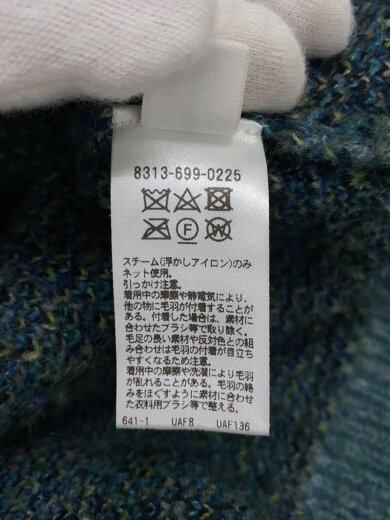 8313-699-0225
F W
スチーム(浮かしアイロン)のみ
ネット使用。
引っかけ注意。
着用中の摩擦や静電気により、
他の物に毛羽が付着することが
ある。付着した場合は、素材に
合わせたブラシ等で取り除く。
毛足の長い素材や反対色との組
み合わせは毛羽の付着が目立ち
やすくなるため注意。
着用中の摩擦や洗濯により毛羽
が乱れることがある。毛羽の絡
みをほぐすように素材に合わせ
た衣料用ブラシ等で整える。
641-1 UAF8 UAF136